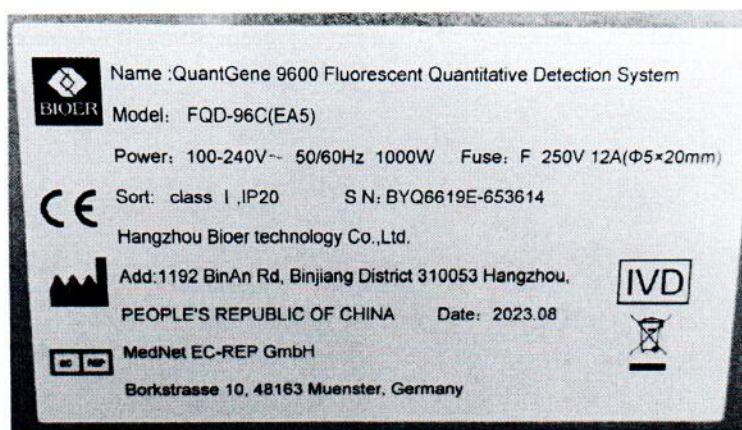 Name :QuantGene 9600 Fluorescent Quantitative Detection System
BIOER
Model: FQD-96C(EA5)
Power: 100-240V~ 50/60Hz 1000W Fuse: F 250V 12A(Φ5×20mm)
CE
Sort: class I ,IP20 S N: BYQ6619E-653614
Hangzhou Bioer technology Co.,Ltd.
Add:1192 BinAn Rd, Binjiang District 310053 Hangzhou,
IVD
PEOPLE'S REPUBLIC OF CHINA Date: 2023.08
EC REP
MedNet EC-REP GmbH
Borkstrasse 10, 48163 Muenster, Germany